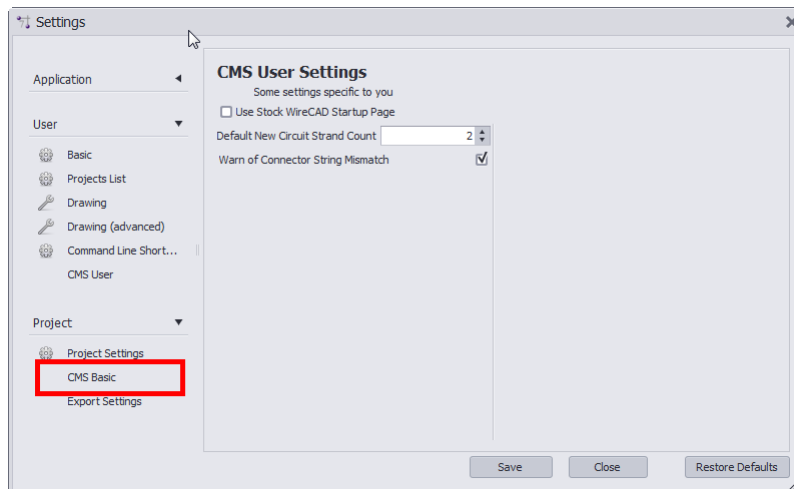 Settings
Application
User
Basic
Projects List
Drawing
Drawing (advanced)
Command Line Short...
CMS User
Project
Project Settings
CMS Basic
Export Settings
CMS User Settings
Some settings specific to you
Use Stock WireCAD Startup Page
Default New Circuit Strand Count 2
Warn of Connector String Mismatch
Save Close Restore Defaults